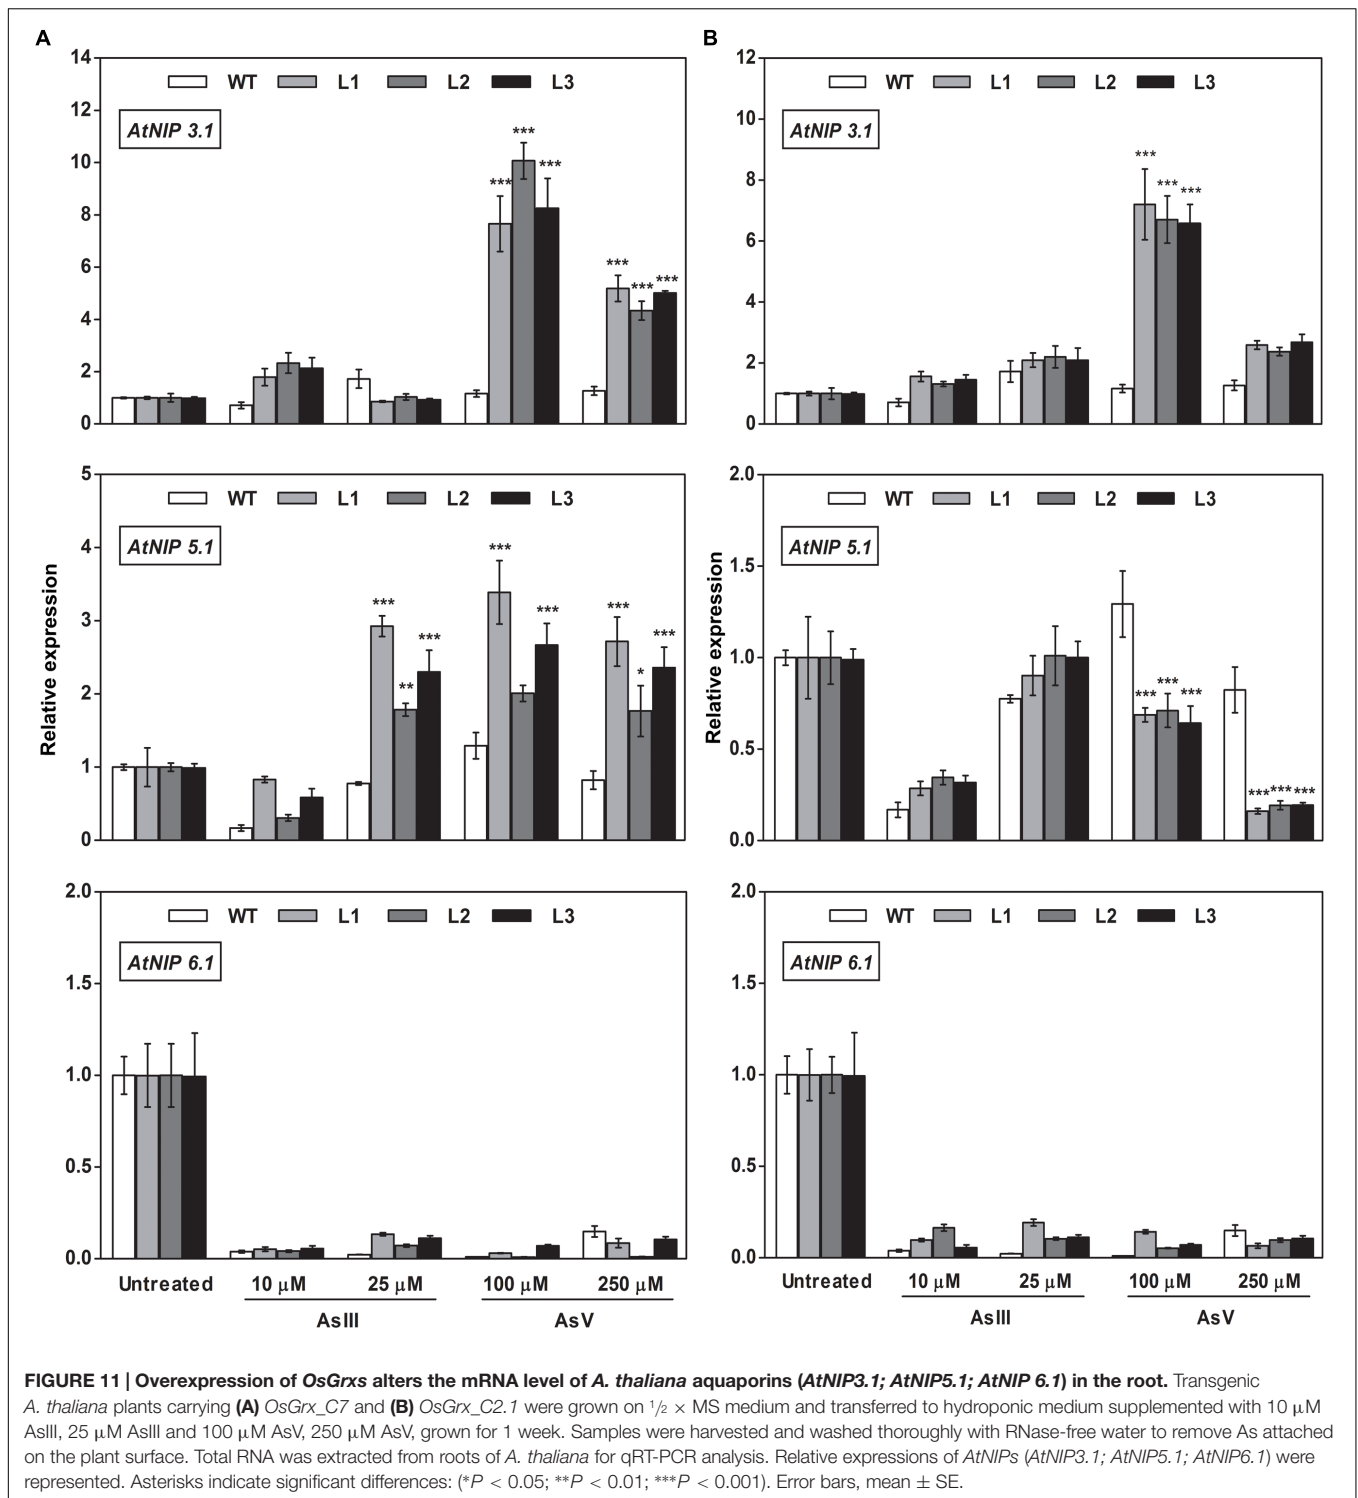 A
B
14
12
10
8
6
4
2
0
WT L1 L2 L3
AtNIP 3.1
*** *** ***
*** *** ***
12
10
8
6
4
2
0
WT L1 L2 L3
AtNIP 3.1
*** *** ***
Relative expression
5
4
3
2
1
0
WT L1 L2 L3
AtNIP 5.1
*** ** ***
*** ***
*** * ***
Relative expression
2.0
1.5
1.0
0.5
0.0
WT L1 L2 L3
AtNIP 5.1
*** *** ***
*** *** ***
2.0
1.5
1.0
0.5
0.0
WT L1 L2 L3
AtNIP 6.1
Untreated 10 μM 25 μM 100 μM 250 μM
AsIII AsV
2.0
1.5
1.0
0.5
0.0
WT L1 L2 L3
AtNIP 6.1
Untreated 10 μM 25 μM 100 μM 250 μM
AsIII AsV
FIGURE 11 | Overexpression of OsGrxs alters the mRNA level of A. thaliana aquaporins (AtNIP3.1; AtNIP5.1; AtNIP 6.1) in the root. Transgenic
A. thaliana plants carrying (A) OsGrx_C7 and (B) OsGrx_C2.1 were grown on 1/2 × MS medium and transferred to hydroponic medium supplemented with 10 μM
AsIII, 25 μM AsIII and 100 μM AsV, 250 μM AsV, grown for 1 week. Samples were harvested and washed thoroughly with RNase-free water to remove As attached
on the plant surface. Total RNA was extracted from roots of A. thaliana for qRT-PCR analysis. Relative expressions of AtNIPs (AtNIP3.1; AtNIP5.1; AtNIP6.1) were
represented. Asterisks indicate significant differences: (*P < 0.05; **P < 0.01; ***P < 0.001). Error bars, mean ± SE.